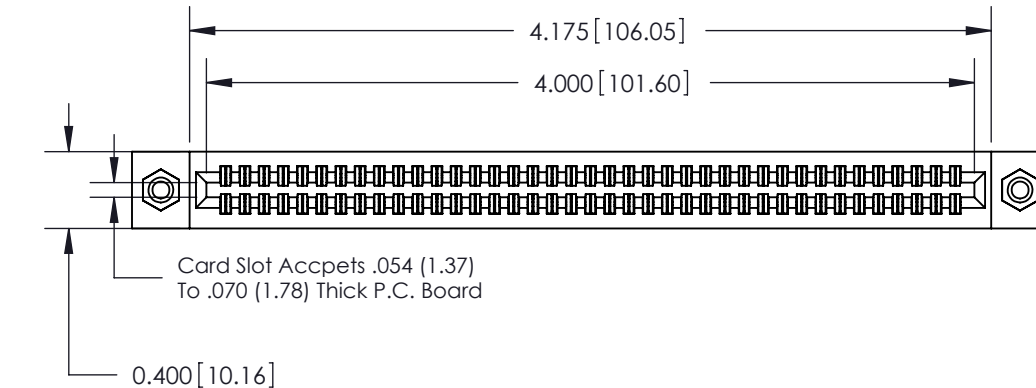 4.175[106.05]
4.000[101.60]
Card Slot Accpets .054 (1.37)
To .070 (1.78) Thick P.C. Board
0.400[10.16]